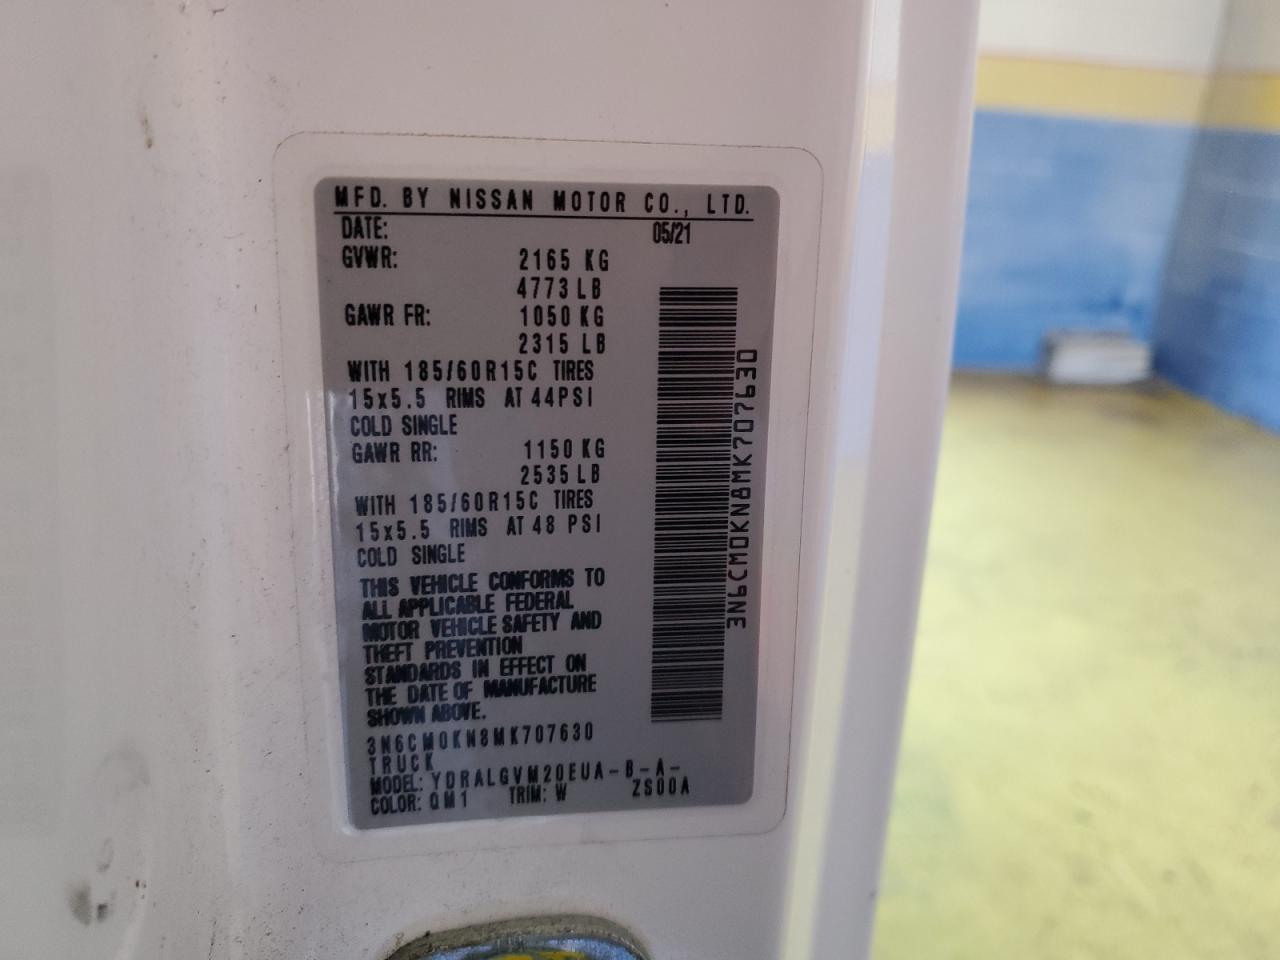 MFD. BY NISSAN MOTOR CO., LTD.
DATE: 05/21
GVWR: 2165 KG
4773 LB
GAWR FR: 1050 KG
2315 LB
WITH 185/60R15C TIRES
15x5.5 RIMS AT 44PSI
COLD SINGLE
GAWR RR: 1150 KG
2535 LB
WITH 185/60R15C TIRES
15x5.5 RIMS AT 48 PSI
COLD SINGLE
THIS VEHICLE CONFORMS TO
ALL APPLICABLE FEDERAL
MOTOR VEHICLE SAFETY AND
THEFT PREVENTION
STANDARDS IN EFFECT ON
THE DATE OF MANUFACTURE
SHOWN ABOVE.
3N6CM0KN8MK707630
TRUCK
MODEL: YDRALGVM20EUA-B-A-
COLOR: QM1 TRIM: W ZS00A
3N6CM0KN8MK707630